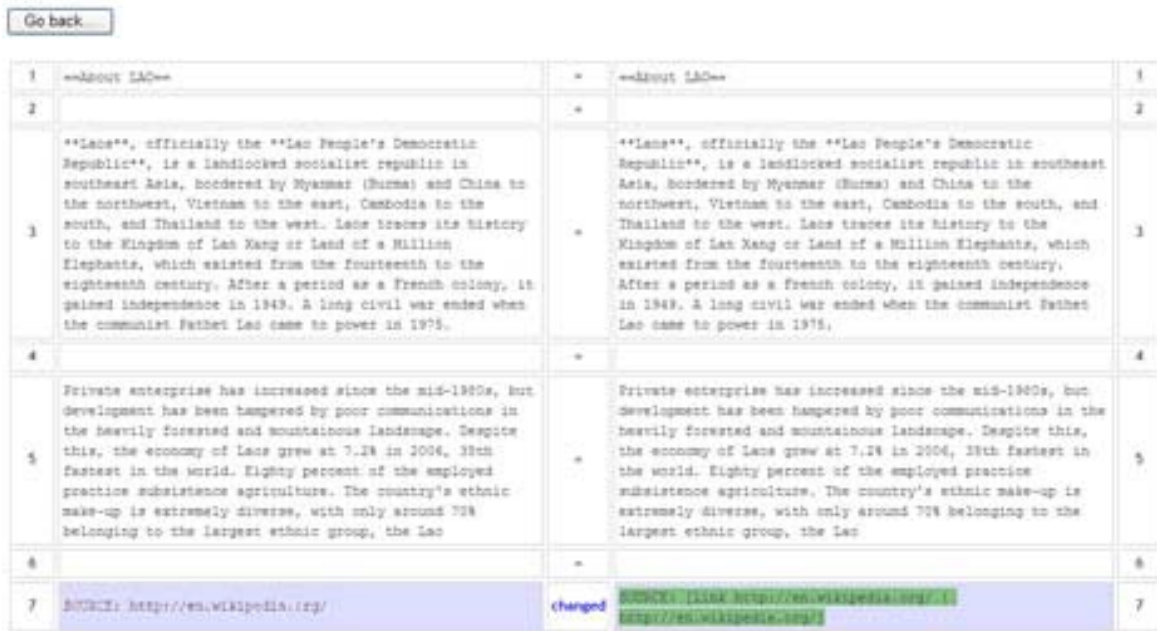 Go back...
1 ==About LAO== = ==About LAO== 1
2 = 2
**Laos**, officially the **Lao People's Democratic
Republic**, is a landlocked socialist republic in
southeast Asia, bordered by Myanmar (Burma) and China to
the northwest, Vietnam to the east, Cambodia to the
south, and Thailand to the west. Laos traces its history
3 to the Kingdom of Lan Xang or Land of a Million
Elephants, which existed from the fourteenth to the
eighteenth century. After a period as a French colony, it
gained independence in 1949. A long civil war ended when
the communist Pathet Lao came to power in 1975.
=
**Laos**, officially the **Lao People's Democratic
Republic**, is a landlocked socialist republic in southeast
Asia, bordered by Myanmar (Burma) and China to the
northwest, Vietnam to the east, Cambodia to the south, and
Thailand to the west. Laos traces its history to the
Kingdom of Lan Xang or Land of a Million Elephants, which 3
existed from the fourteenth to the eighteenth century.
After a period as a French colony, it gained independence
in 1949. A long civil war ended when the communist Pathet
Lao came to power in 1975.
4 = 4
Private enterprise has increased since the mid-1980s, but
development has been hampered by poor communications in
the heavily forested and mountainous landscape. Despite
5 this, the economy of Laos grew at 7.2% in 2006, 35th
fastest in the world. Eighty percent of the employed
practice subsistence agriculture. The country's ethnic
make-up is extremely diverse, with only around 70%
belonging to the largest ethnic group, the Lao
=
Private enterprise has increased since the mid-1980s, but
development has been hampered by poor communications in the
heavily forested and mountainous landscape. Despite this,
the economy of Laos grew at 7.2% in 2006, 35th fastest in
the world. Eighty percent of the employed practice 5
subsistence agriculture. The country's ethnic make-up is
extremely diverse, with only around 70% belonging to the
largest ethnic group, the Lao
6 = 6
7 SOURCE: http://en.wikipedia.org/
changed
SOURCE: [link http://en.wikipedia.org/ || 7
http://en.wikipedia.org/]